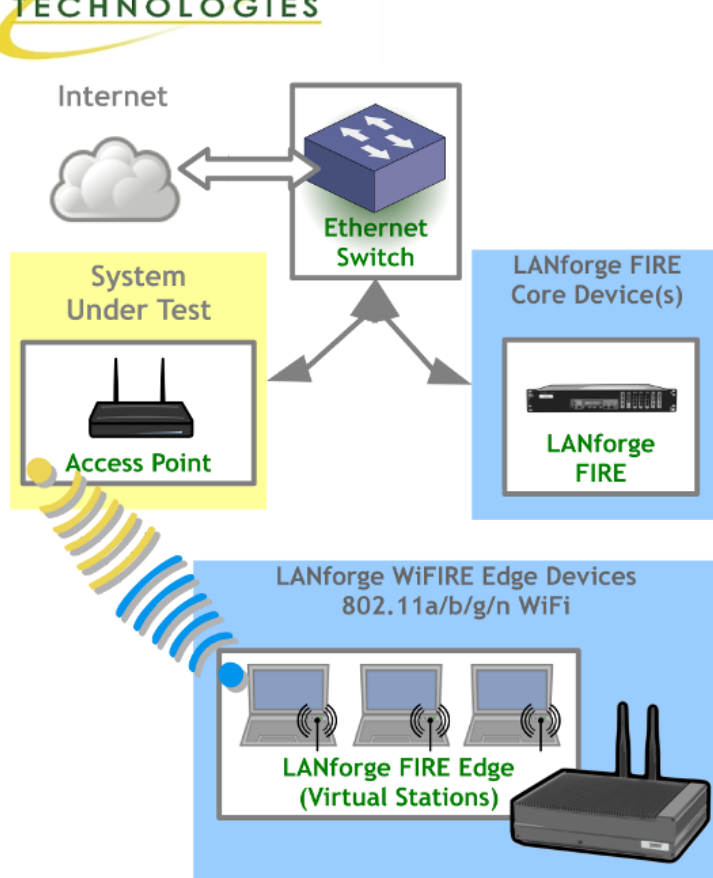 TECHNOLOGIES
Internet
Ethernet
Switch
System
Under Test
LANforge FIRE
Core Device(s)
Access Point
LANforge
FIRE
LANforge WiFIRE Edge Devices
802.11a/b/g/n WiFi
LANforge FIRE Edge
(Virtual Stations)